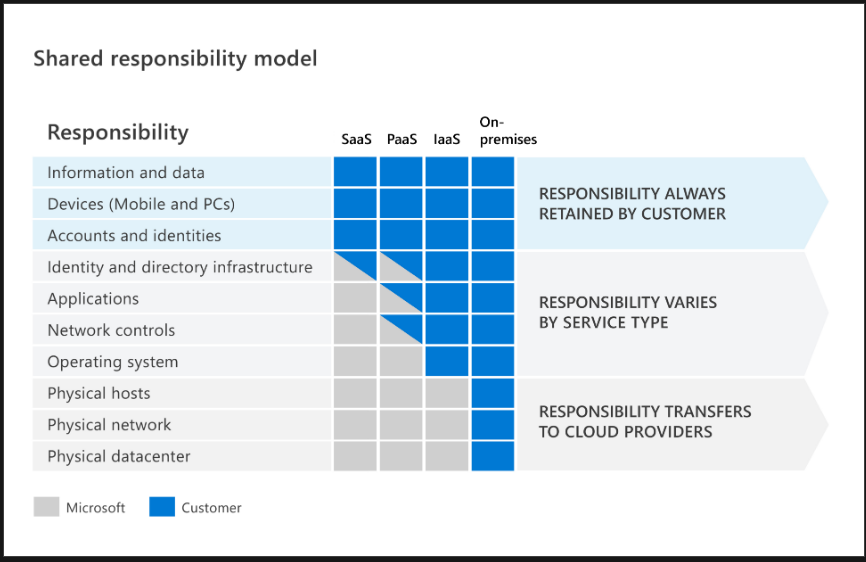 Shared responsibility model
Responsibility
SaaS PaaS IaaS On-
premises
Information and data
Devices (Mobile and PCs)
Accounts and identities
RESPONSIBILITY ALWAYS
RETAINED BY CUSTOMER
Identity and directory infrastructure
Applications
Network controls
Operating system
RESPONSIBILITY VARIES
BY SERVICE TYPE
Physical hosts
Physical network
Physical datacenter
RESPONSIBILITY TRANSFERS
TO CLOUD PROVIDERS
Microsoft Customer